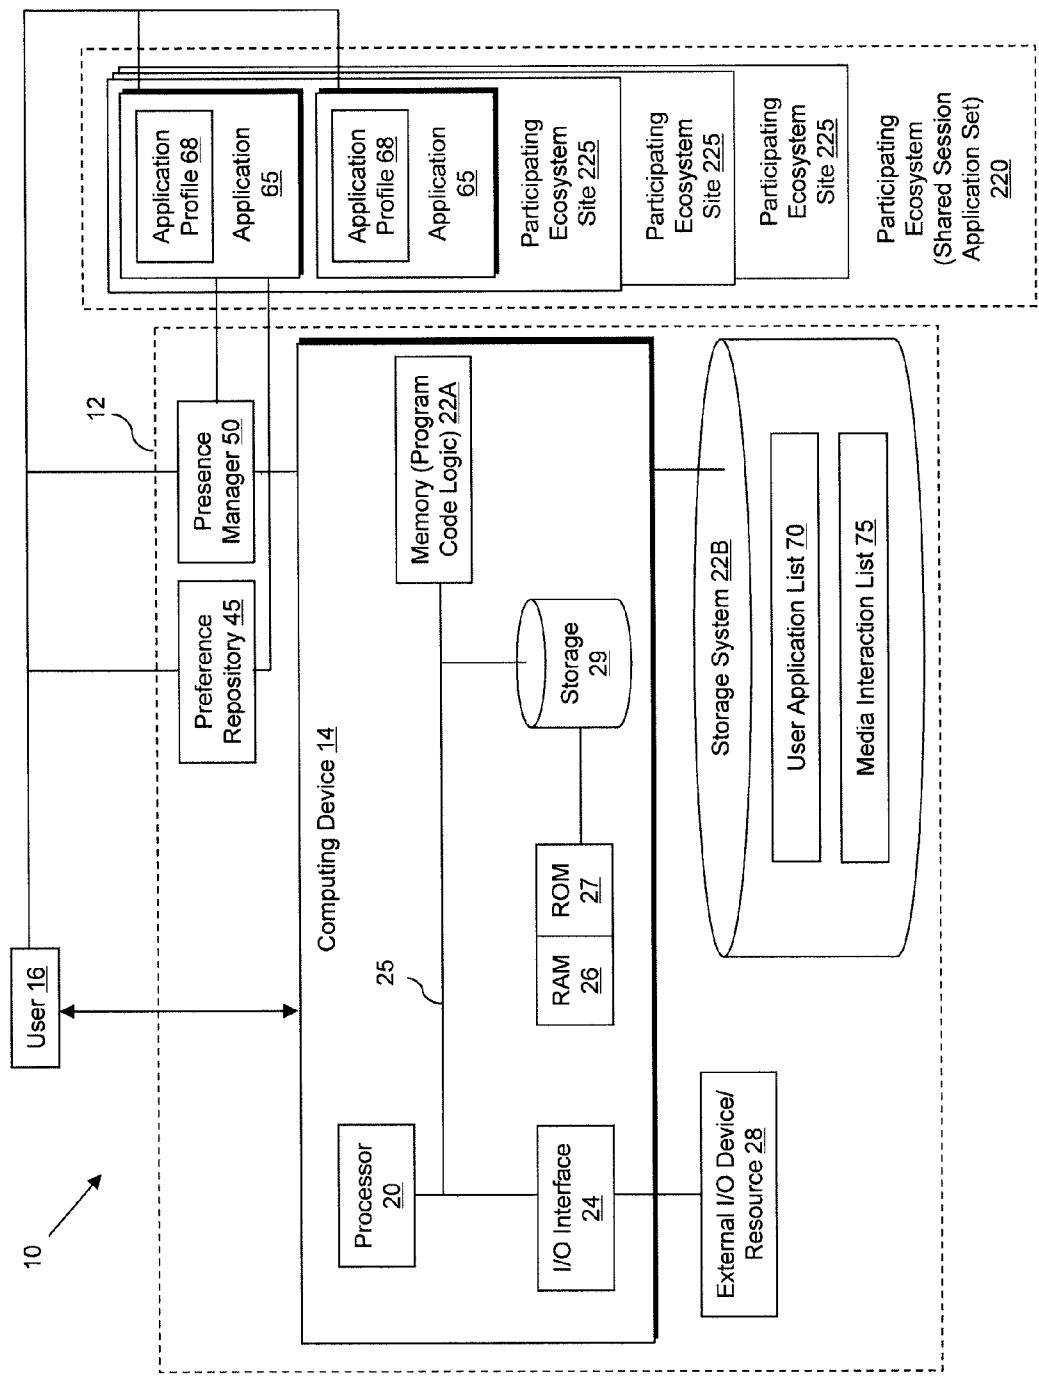 10
User 16
12
Preference
Repository 45
Presence
Manager 50
Application
Profile 68
Application
65
Application
Profile 68
Application
65
Participating
Ecosystem
Site 225
Participating
Ecosystem
Site 225
Participating
Ecosystem
Site 225
Participating
Ecosystem
(Shared Session
Application Set)
220
Computing Device 14
Processor
20
25
Memory (Program
Code Logic) 22A
I/O Interface
24
RAM
26
ROM
27
Storage
29
External I/O Device/
Resource 28
Storage System 22B
User Application List 70
Media Interaction List 75